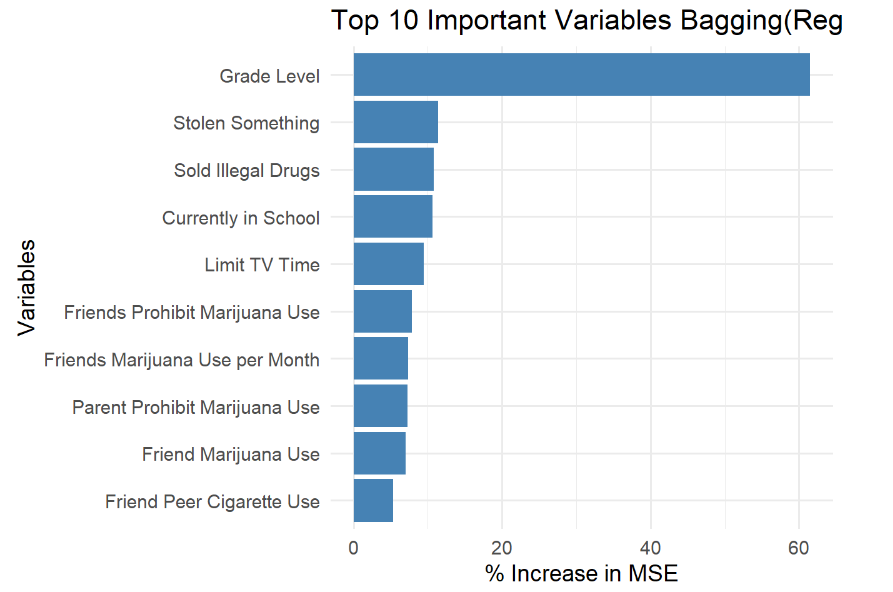 Top 10 Important Variables Bagging(Reg
Grade Level
Stolen Something
Sold Illegal Drugs
Currently in School
Limit TV Time
Friends Prohibit Marijuana Use
Friends Marijuana Use per Month
Parent Prohibit Marijuana Use
Friend Marijuana Use
Friend Peer Cigarette Use
Variables
0 20 40 60
% Increase in MSE